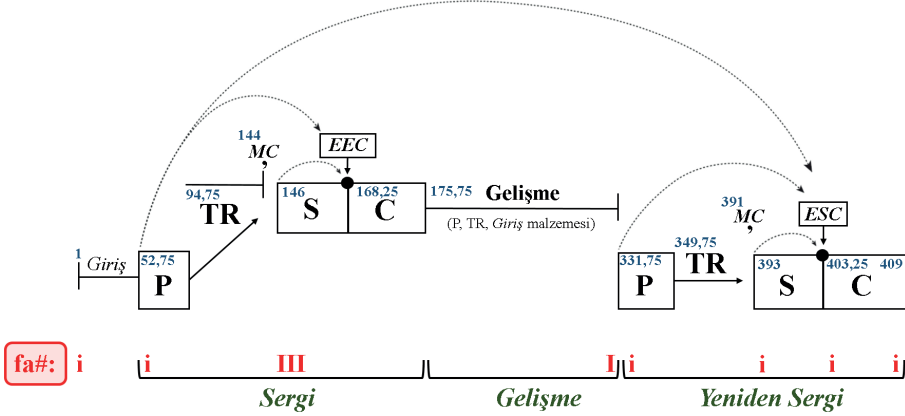 144
MC
,
EEC
94,75
TR
146
S
168,25
C
175,75
Gelişme
(P, TR, Giriş malzemesi)
391
MC
,
ESC
1
Giriş
52,75
P
331,75
P
349,75
TR
393
S
403,25
C
409
fa#: i i III I i i i i
Sergi Gelişme Yeniden Sergi